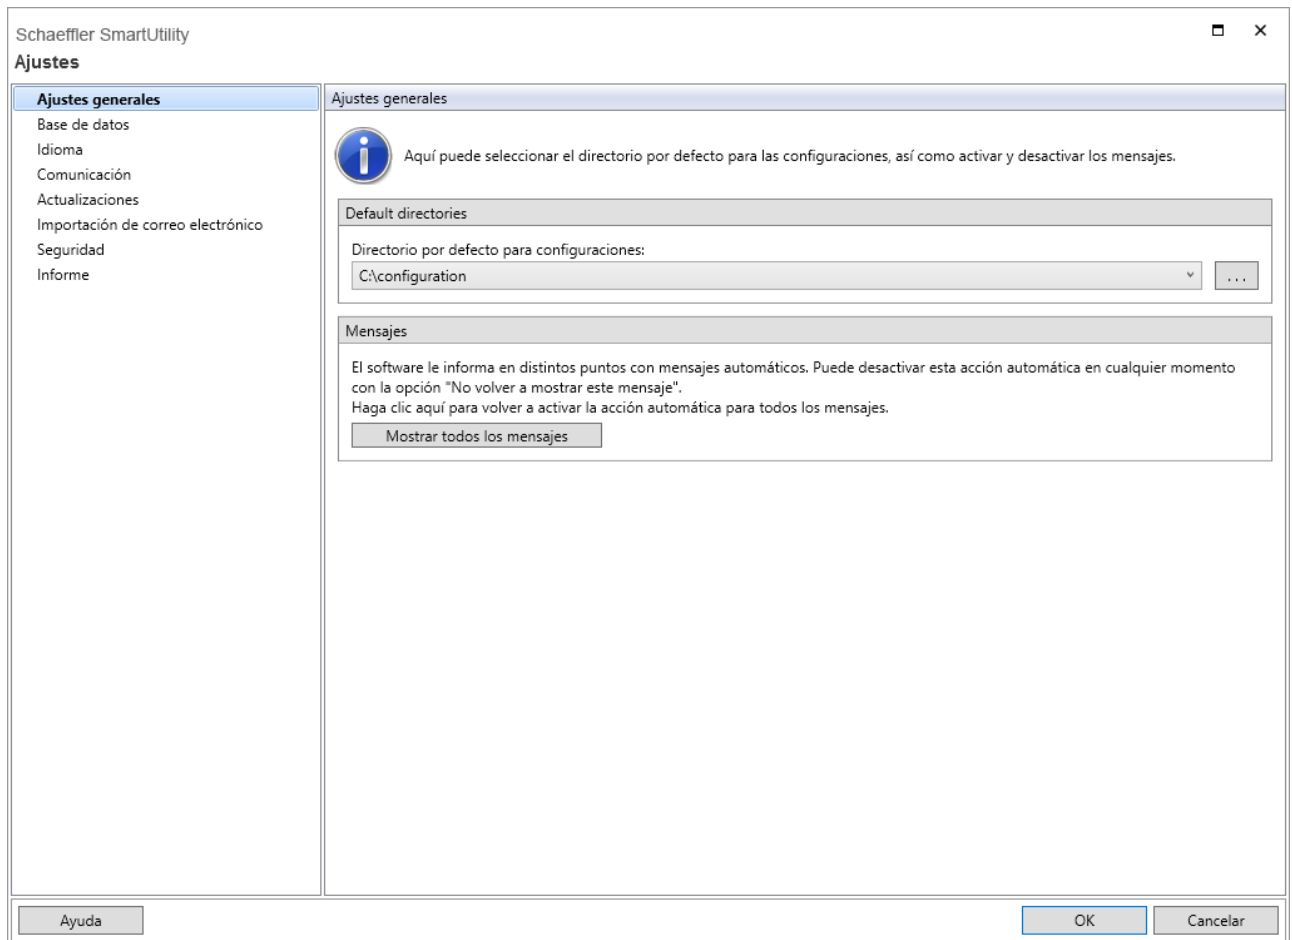 Schaeffler SmartUtility
Ajustes
Ajustes generales
Base de datos
Idioma
Comunicación
Actualizaciones
Importación de correo electrónico
Seguridad
Informe
Ajustes generales
Aquí puede seleccionar el directorio por defecto para las configuraciones, así como activar y desactivar los mensajes.
Default directories
Directorio por defecto para configuraciones:
C:\configuration
...
Mensajes
El software le informa en distintos puntos con mensajes automáticos. Puede desactivar esta acción automática en cualquier momento
con la opción "No volver a mostrar este mensaje".
Haga clic aquí para volver a activar la acción automática para todos los mensajes.
Mostrar todos los mensajes
Ayuda
OK
Cancelar